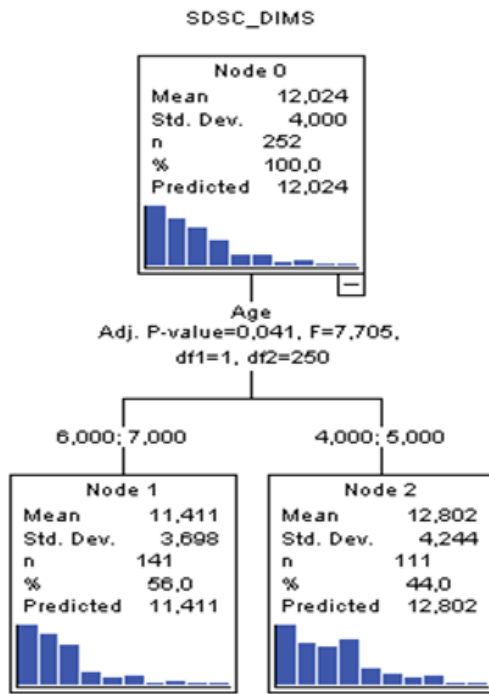 SDSC_DIMS
Node 0
Mean 12,024
Std. Dev. 4,000
n 252
% 100,0
Predicted 12,024
Age
Adj. P-value=0,041, F=7,705,
df1=1, df2=250
6,000; 7,000
4,000; 5,000
Node 1
Mean 11,411
Std. Dev. 3,698
n 141
% 56,0
Predicted 11,411
Node 2
Mean 12,802
Std. Dev. 4,244
n 111
% 44,0
Predicted 12,802